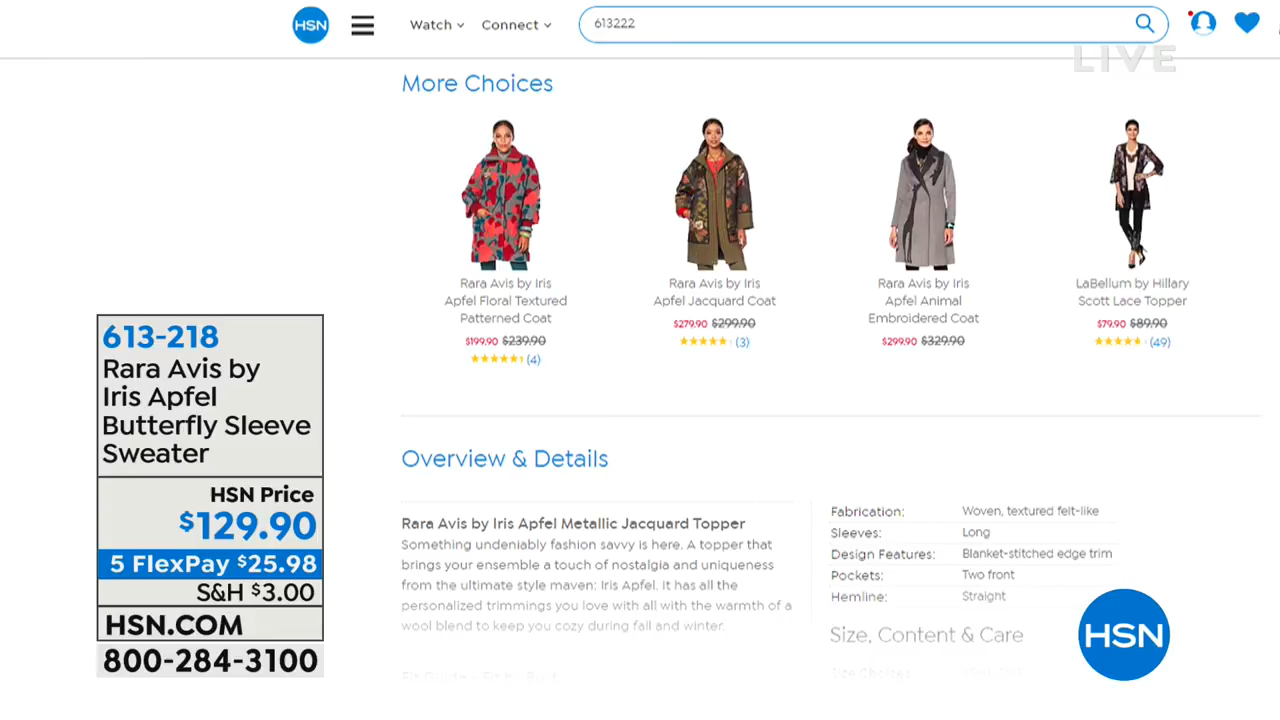 HSN
Watch
Connect
613222
LIVE
More Choices
Rara Avis by Iris
Apfel Floral Textured
Patterned Coat
$199.90 $239.90
(4)
Rara Avis by Iris
Apfel Jacquard Coat
$279.90 $299.90
(3)
Rara Avis by Iris
Apfel Animal
Embroidered Coat
$299.90 $329.90
LaBellum by Hillary
Scott Lace Topper
$79.90 $89.90
(49)
613-218
Rara Avis by
Iris Apfel
Butterfly Sleeve
Sweater
HSN Price
$129.90
5 FlexPay $25.98
S&H $3.00
HSN.COM
800-284-3100
Overview & Details
Rara Avis by Iris Apfel Metallic Jacquard Topper
Something undeniably fashion savvy is here. A topper that
brings your ensemble a touch of nostalgia and uniqueness
from the ultimate style maven: Iris Apfel. It has all the
personalized trimmings you love with all with the warmth of a
wool blend to keep you cozy during fall and winter.
Fabrication: Woven, textured felt-like
Sleeves: Long
Design Features: Blanket-stitched edge trim
Pockets: Two front
Hemline: Straight
Size, Content & Care
Size Choices
HSN